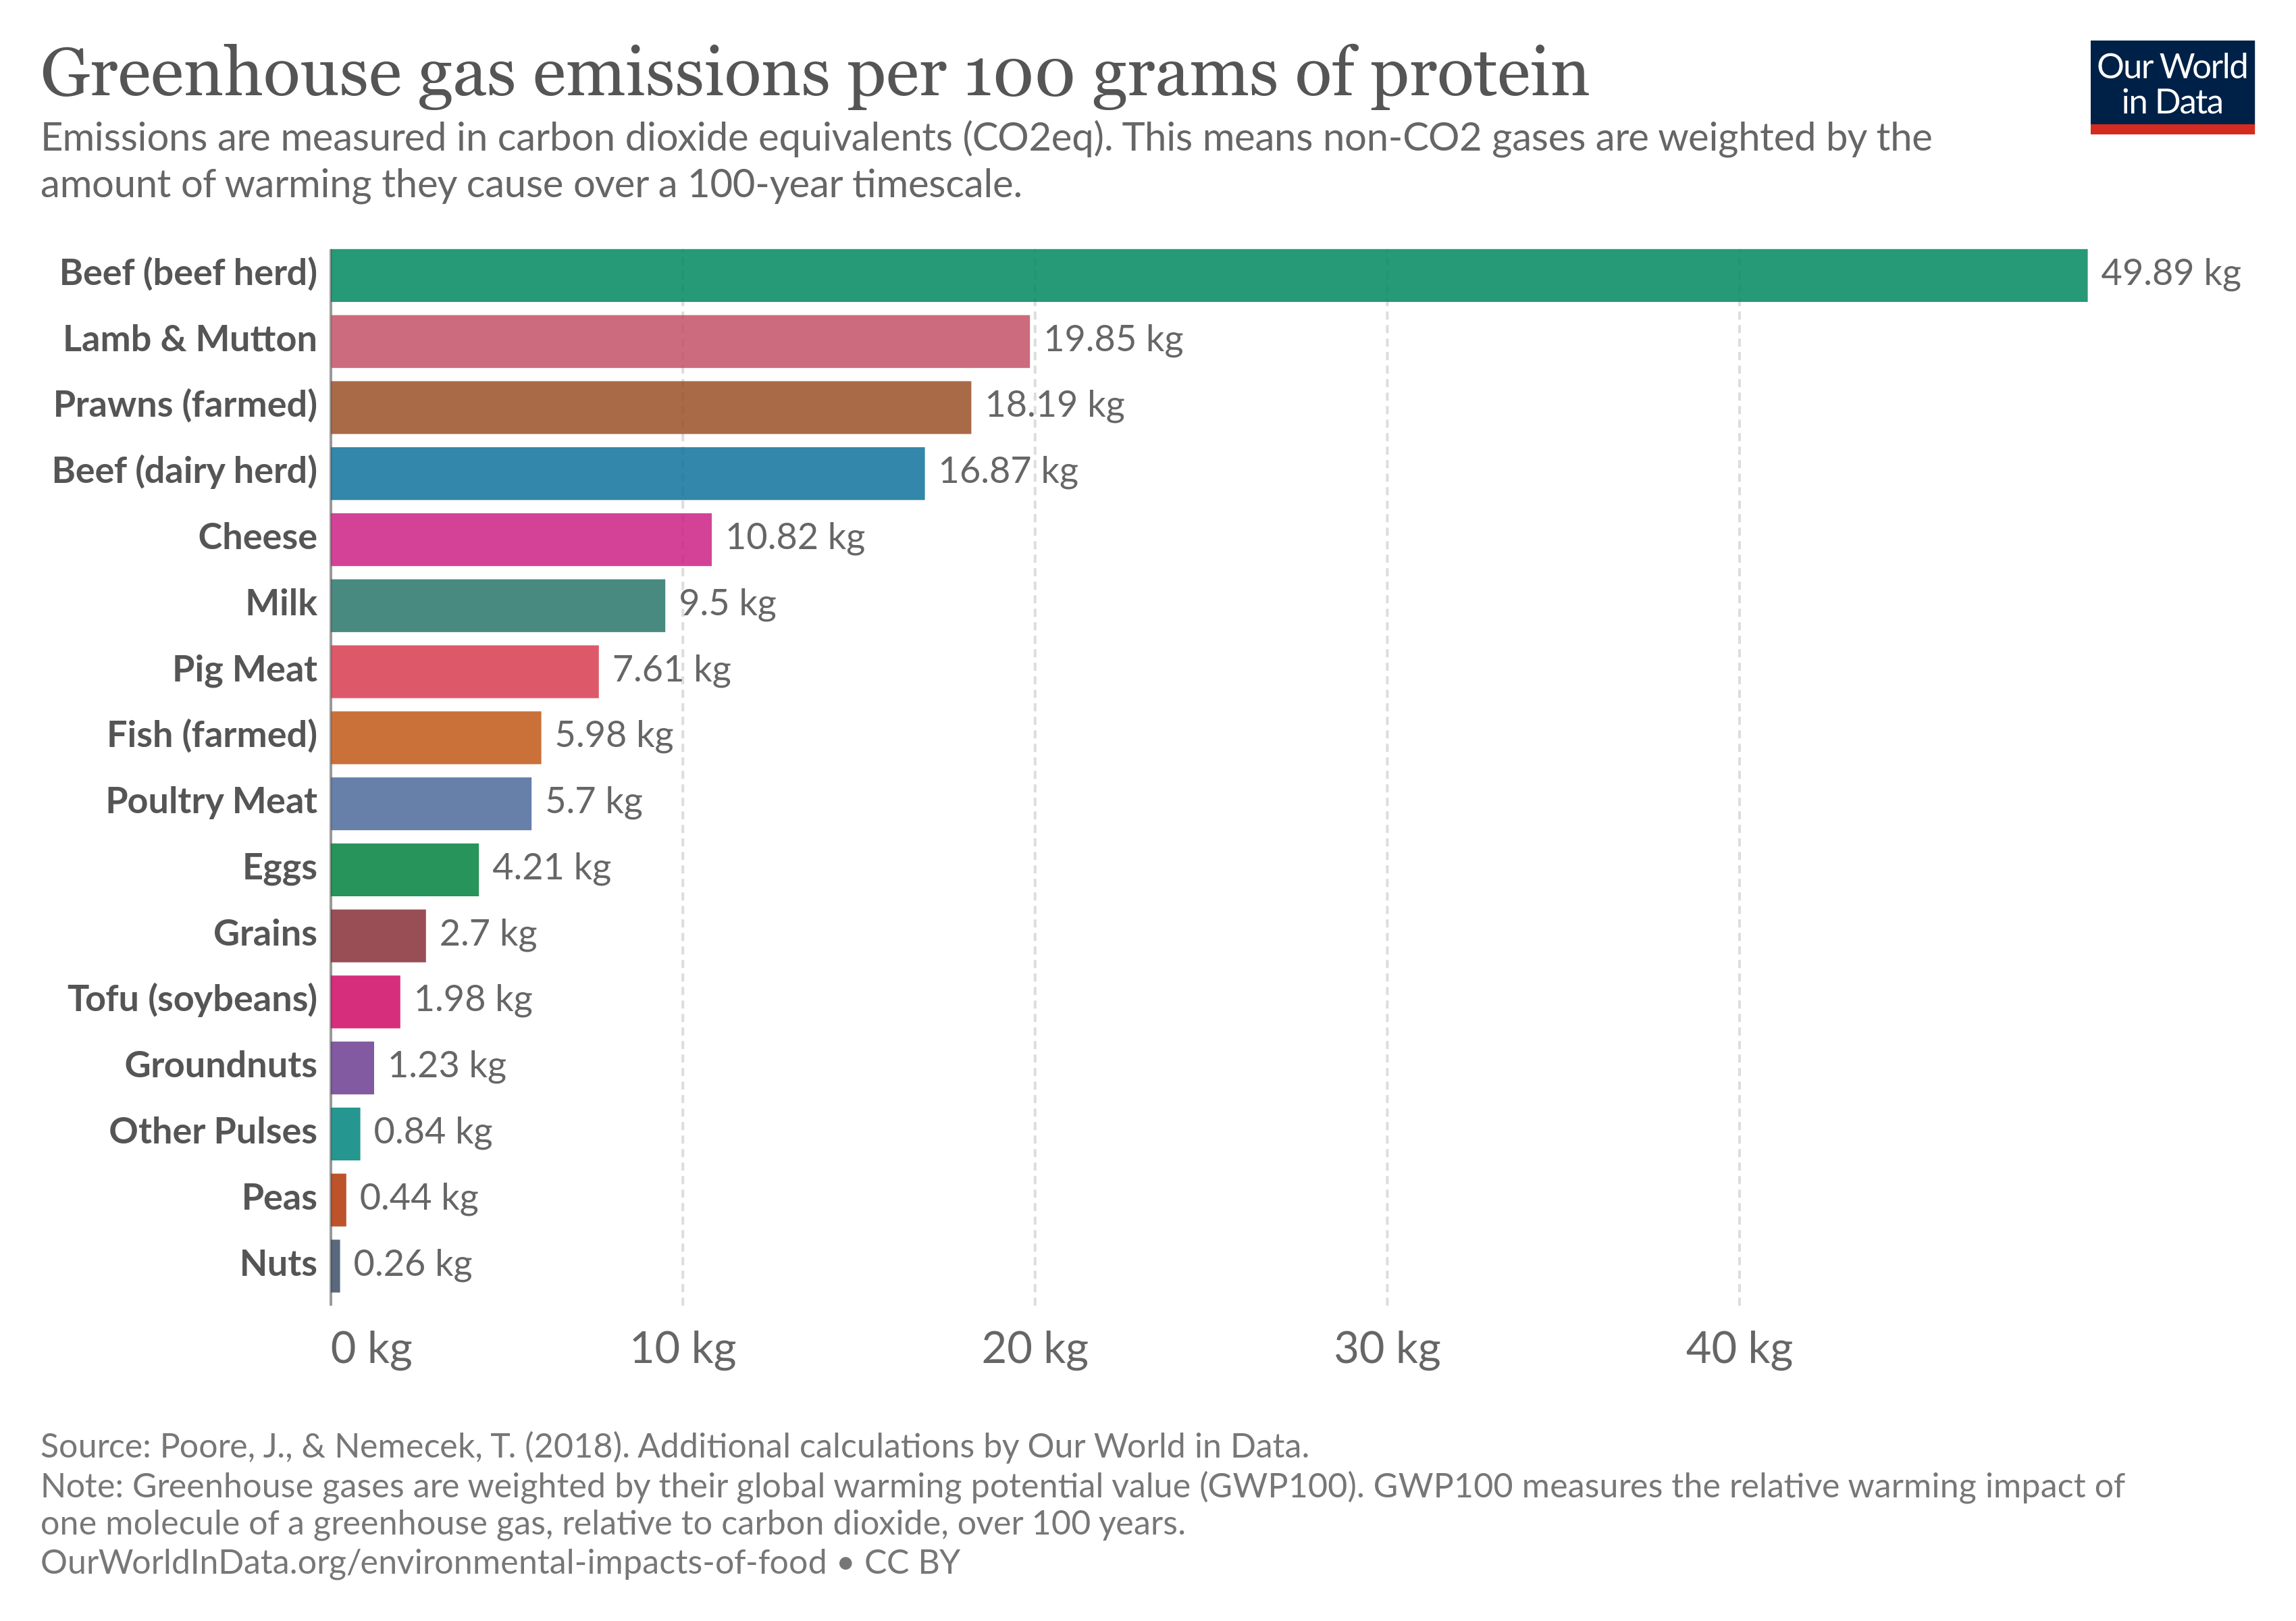 Greenhouse gas emissions per 100 grams of protein
Our World
in Data
Emissions are measured in carbon dioxide equivalents (CO2eq). This means non-CO2 gases are weighted by the
amount of warming they cause over a 100-year timescale.
Beef (beef herd) 49.89 kg
Lamb & Mutton 19.85 kg
Prawns (farmed) 18.19 kg
Beef (dairy herd) 16.87 kg
Cheese 10.82 kg
Milk 9.5 kg
Pig Meat 7.61 kg
Fish (farmed) 5.98 kg
Poultry Meat 5.7 kg
Eggs 4.21 kg
Grains 2.7 kg
Tofu (soybeans) 1.98 kg
Groundnuts 1.23 kg
Other Pulses 0.84 kg
Peas 0.44 kg
Nuts 0.26 kg
0 kg 10 kg 20 kg 30 kg 40 kg
Source: Poore, J., & Nemecek, T. (2018). Additional calculations by Our World in Data.
Note: Greenhouse gases are weighted by their global warming potential value (GWP100). GWP100 measures the relative warming impact of
one molecule of a greenhouse gas, relative to carbon dioxide, over 100 years.
OurWorldInData.org/environmental-impacts-of-food • CC BY